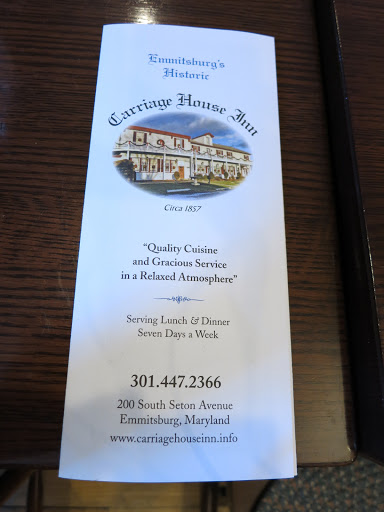 Emmitsburg's
Historic
Carriage House Inn
Circa 1857
"Quality Cuisine
and Gracious Service
in a Relaxed Atmosphere"
Serving Lunch & Dinner
Seven Days a Week
301.447.2366
200 South Seton Avenue
Emmitsburg, Maryland
www.carriagehouseinn.info